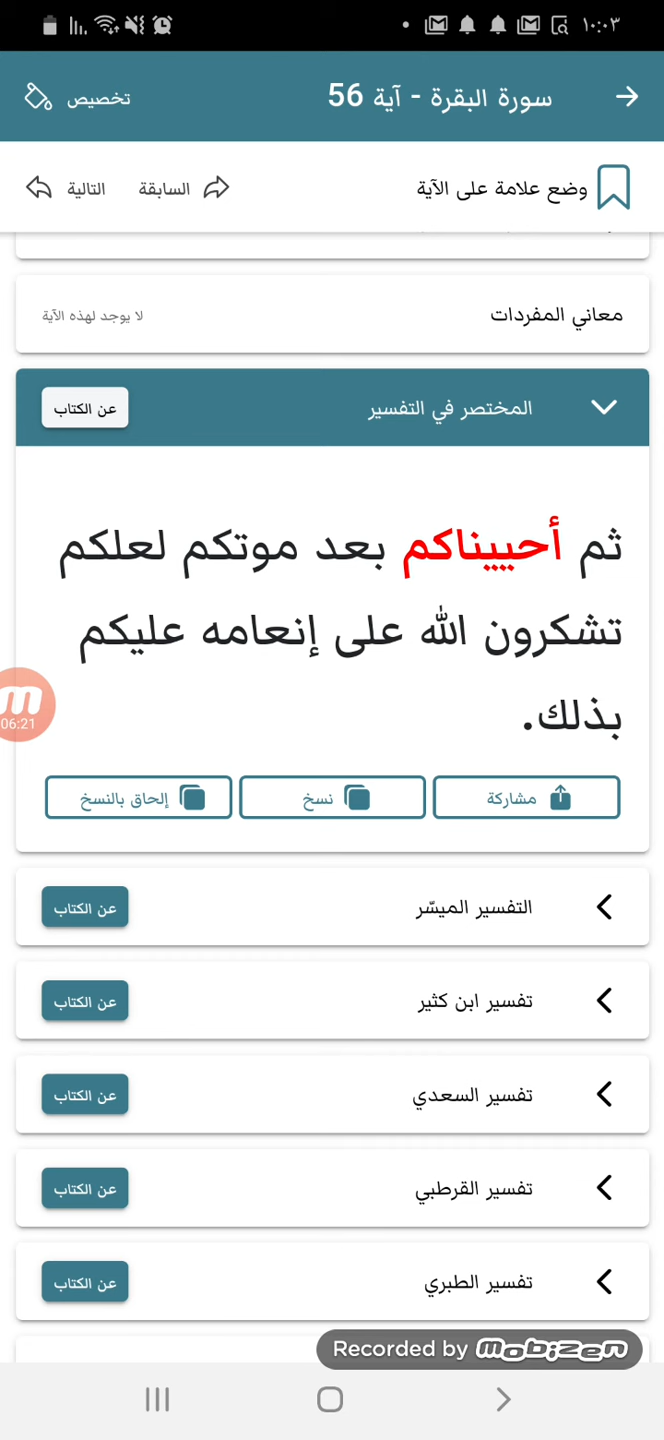 ١٠:٠٣
سورة البقرة - آية 56
تخصيص
وضع علامة على الآية
السابقة
التالية
معاني المفردات
لا يوجد لهذه الآية
المختصر في التفسير
عن الكتاب
ثم أحييناكم بعد موتكم لعلكم
تشكرون الله على إنعامه عليكم
بذلك.
06:21
مشاركة
نسخ
إلحاق بالنسخ
التفسير الميسّر
عن الكتاب
تفسير ابن كثير
عن الكتاب
تفسير السعدي
عن الكتاب
تفسير القرطبي
عن الكتاب
تفسير الطبري
عن الكتاب
Recorded by mobizen